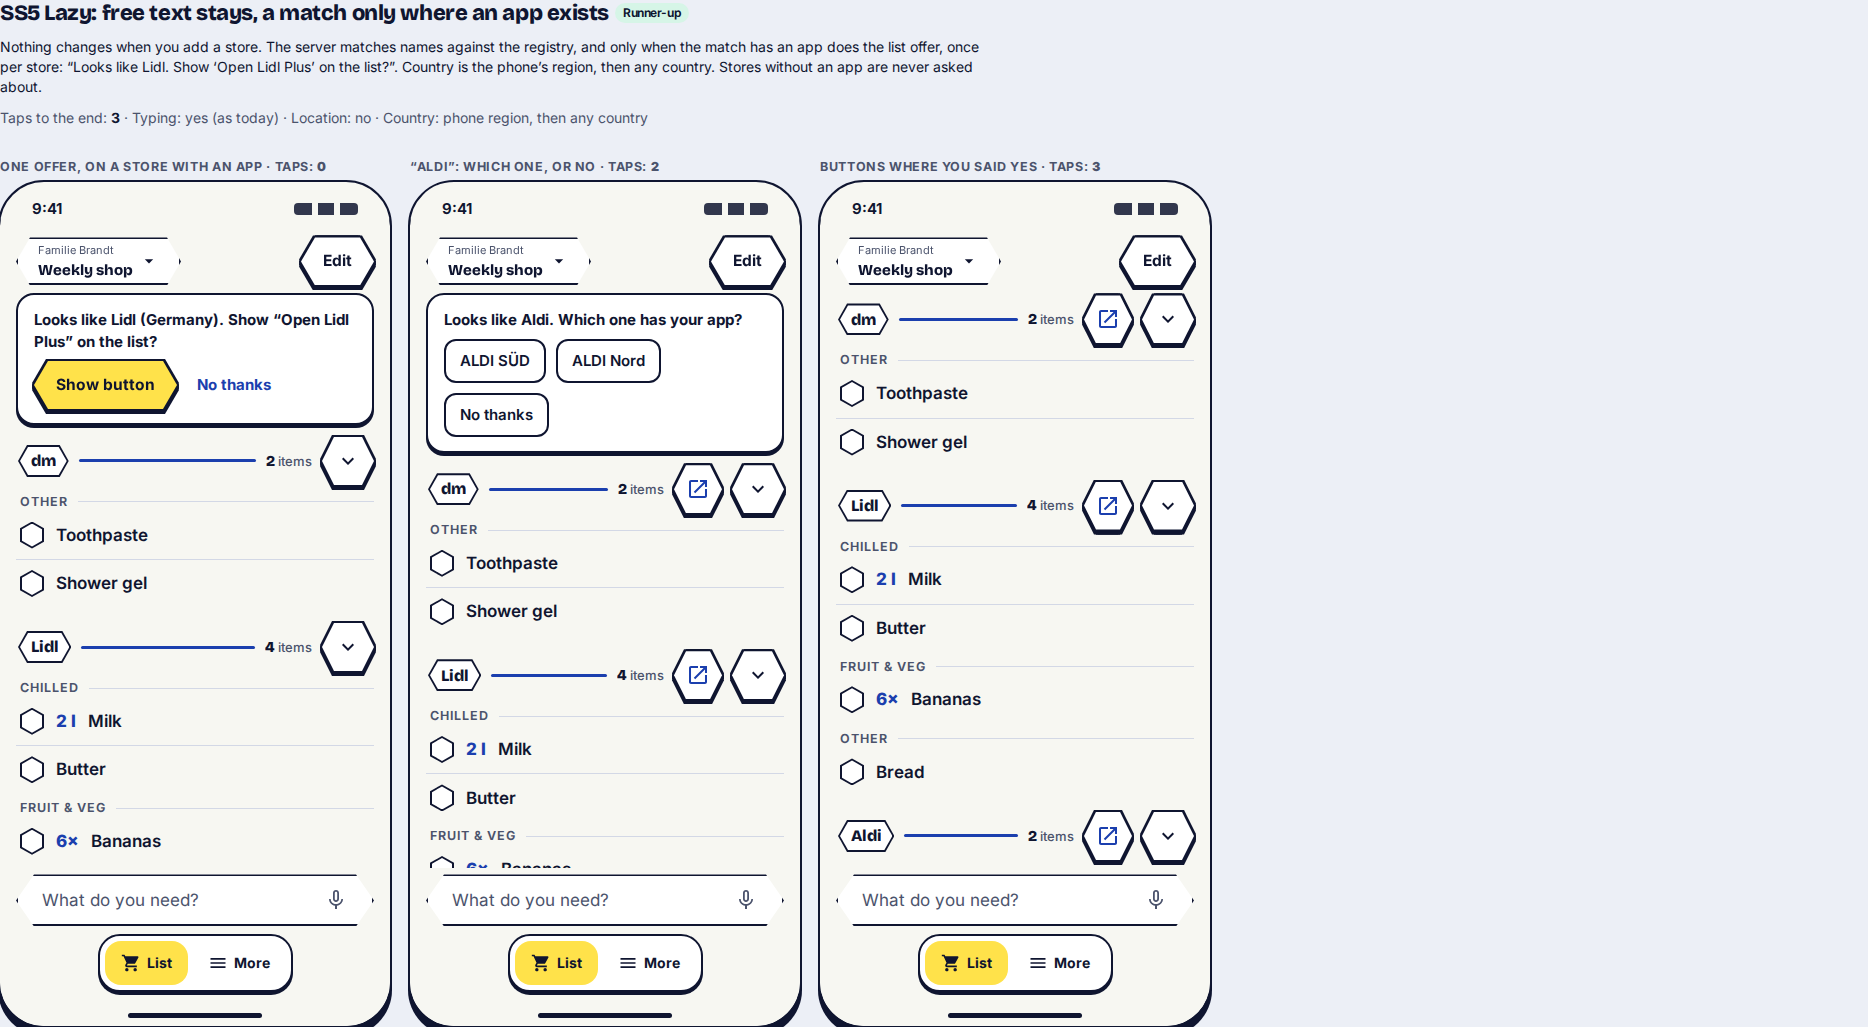 SS5 Lazy: free text stays, a match only where an app exists Runner-up
Nothing changes when you add a store. The server matches names against the registry, and only when the match has an app does the list offer, once
per store: “Looks like Lidl. Show ‘Open Lidl Plus’ on the list?”. Country is the phone’s region, then any country. Stores without an app are never asked
about.
Taps to the end: 3 · Typing: yes (as today) · Location: no · Country: phone region, then any country
ONE OFFER, ON A STORE WITH AN APP · TAPS: 0
9:41
Familie Brandt
Weekly shop
Edit
Looks like Lidl (Germany). Show “Open Lidl
Plus” on the list?
Show button
No thanks
dm
2 items
OTHER
Toothpaste
Shower gel
Lidl
4 items
CHILLED
2 l Milk
Butter
FRUIT & VEG
6× Bananas
What do you need?
List
More
“ALDI”: WHICH ONE, OR NO · TAPS: 2
9:41
Familie Brandt
Weekly shop
Edit
Looks like Aldi. Which one has your app?
ALDI SÜD
ALDI Nord
No thanks
dm
2 items
OTHER
Toothpaste
Shower gel
Lidl
4 items
CHILLED
2 l Milk
Butter
FRUIT & VEG
6× Bananas
What do you need?
List
More
BUTTONS WHERE YOU SAID YES · TAPS: 3
9:41
Familie Brandt
Weekly shop
Edit
dm
2 items
OTHER
Toothpaste
Shower gel
Lidl
4 items
CHILLED
2 l Milk
Butter
FRUIT & VEG
6× Bananas
OTHER
Bread
Aldi
2 items
What do you need?
List
More